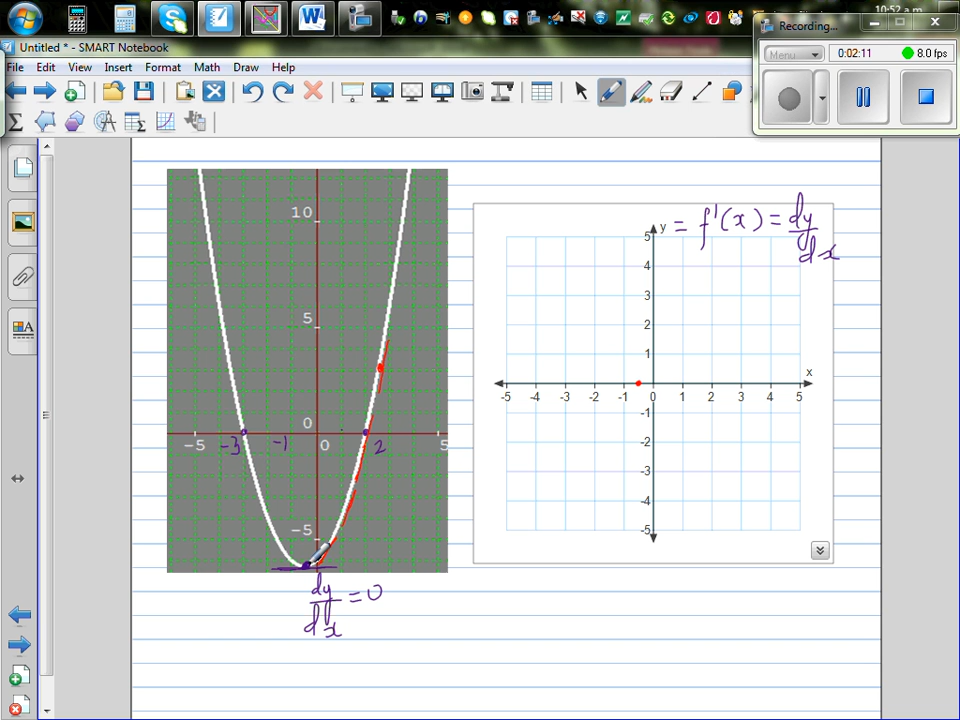 10:52 a.m.
Recording...
Untitled * - SMART Notebook
Menu
0:02:11
8.0 fps
File Edit View Insert Format Math Draw Help
10
5
0
-5 -3 -1 0 2 5
-5
dy/dx = 0
y = f'(x) = dy/dx
5
4
3
2
1
x
-5 -4 -3 -2 -1 0 1 2 3 4 5
-1
-2
-3
-4
-5